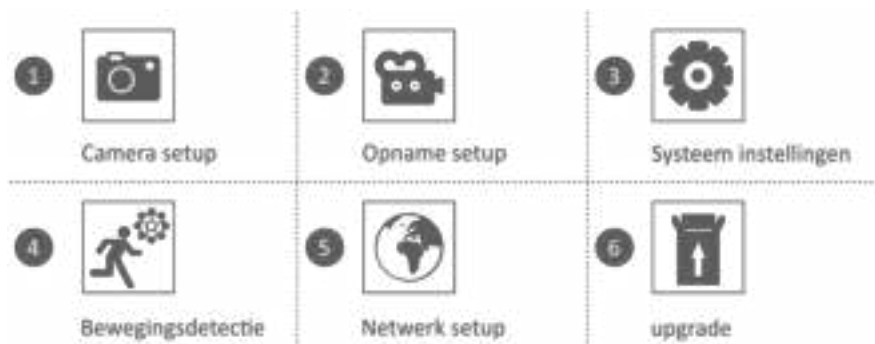 1 2 3
Camera setup Opname setup Systeem instellingen
4 5 6
Bewegingsdetectie Netwerk setup upgrade